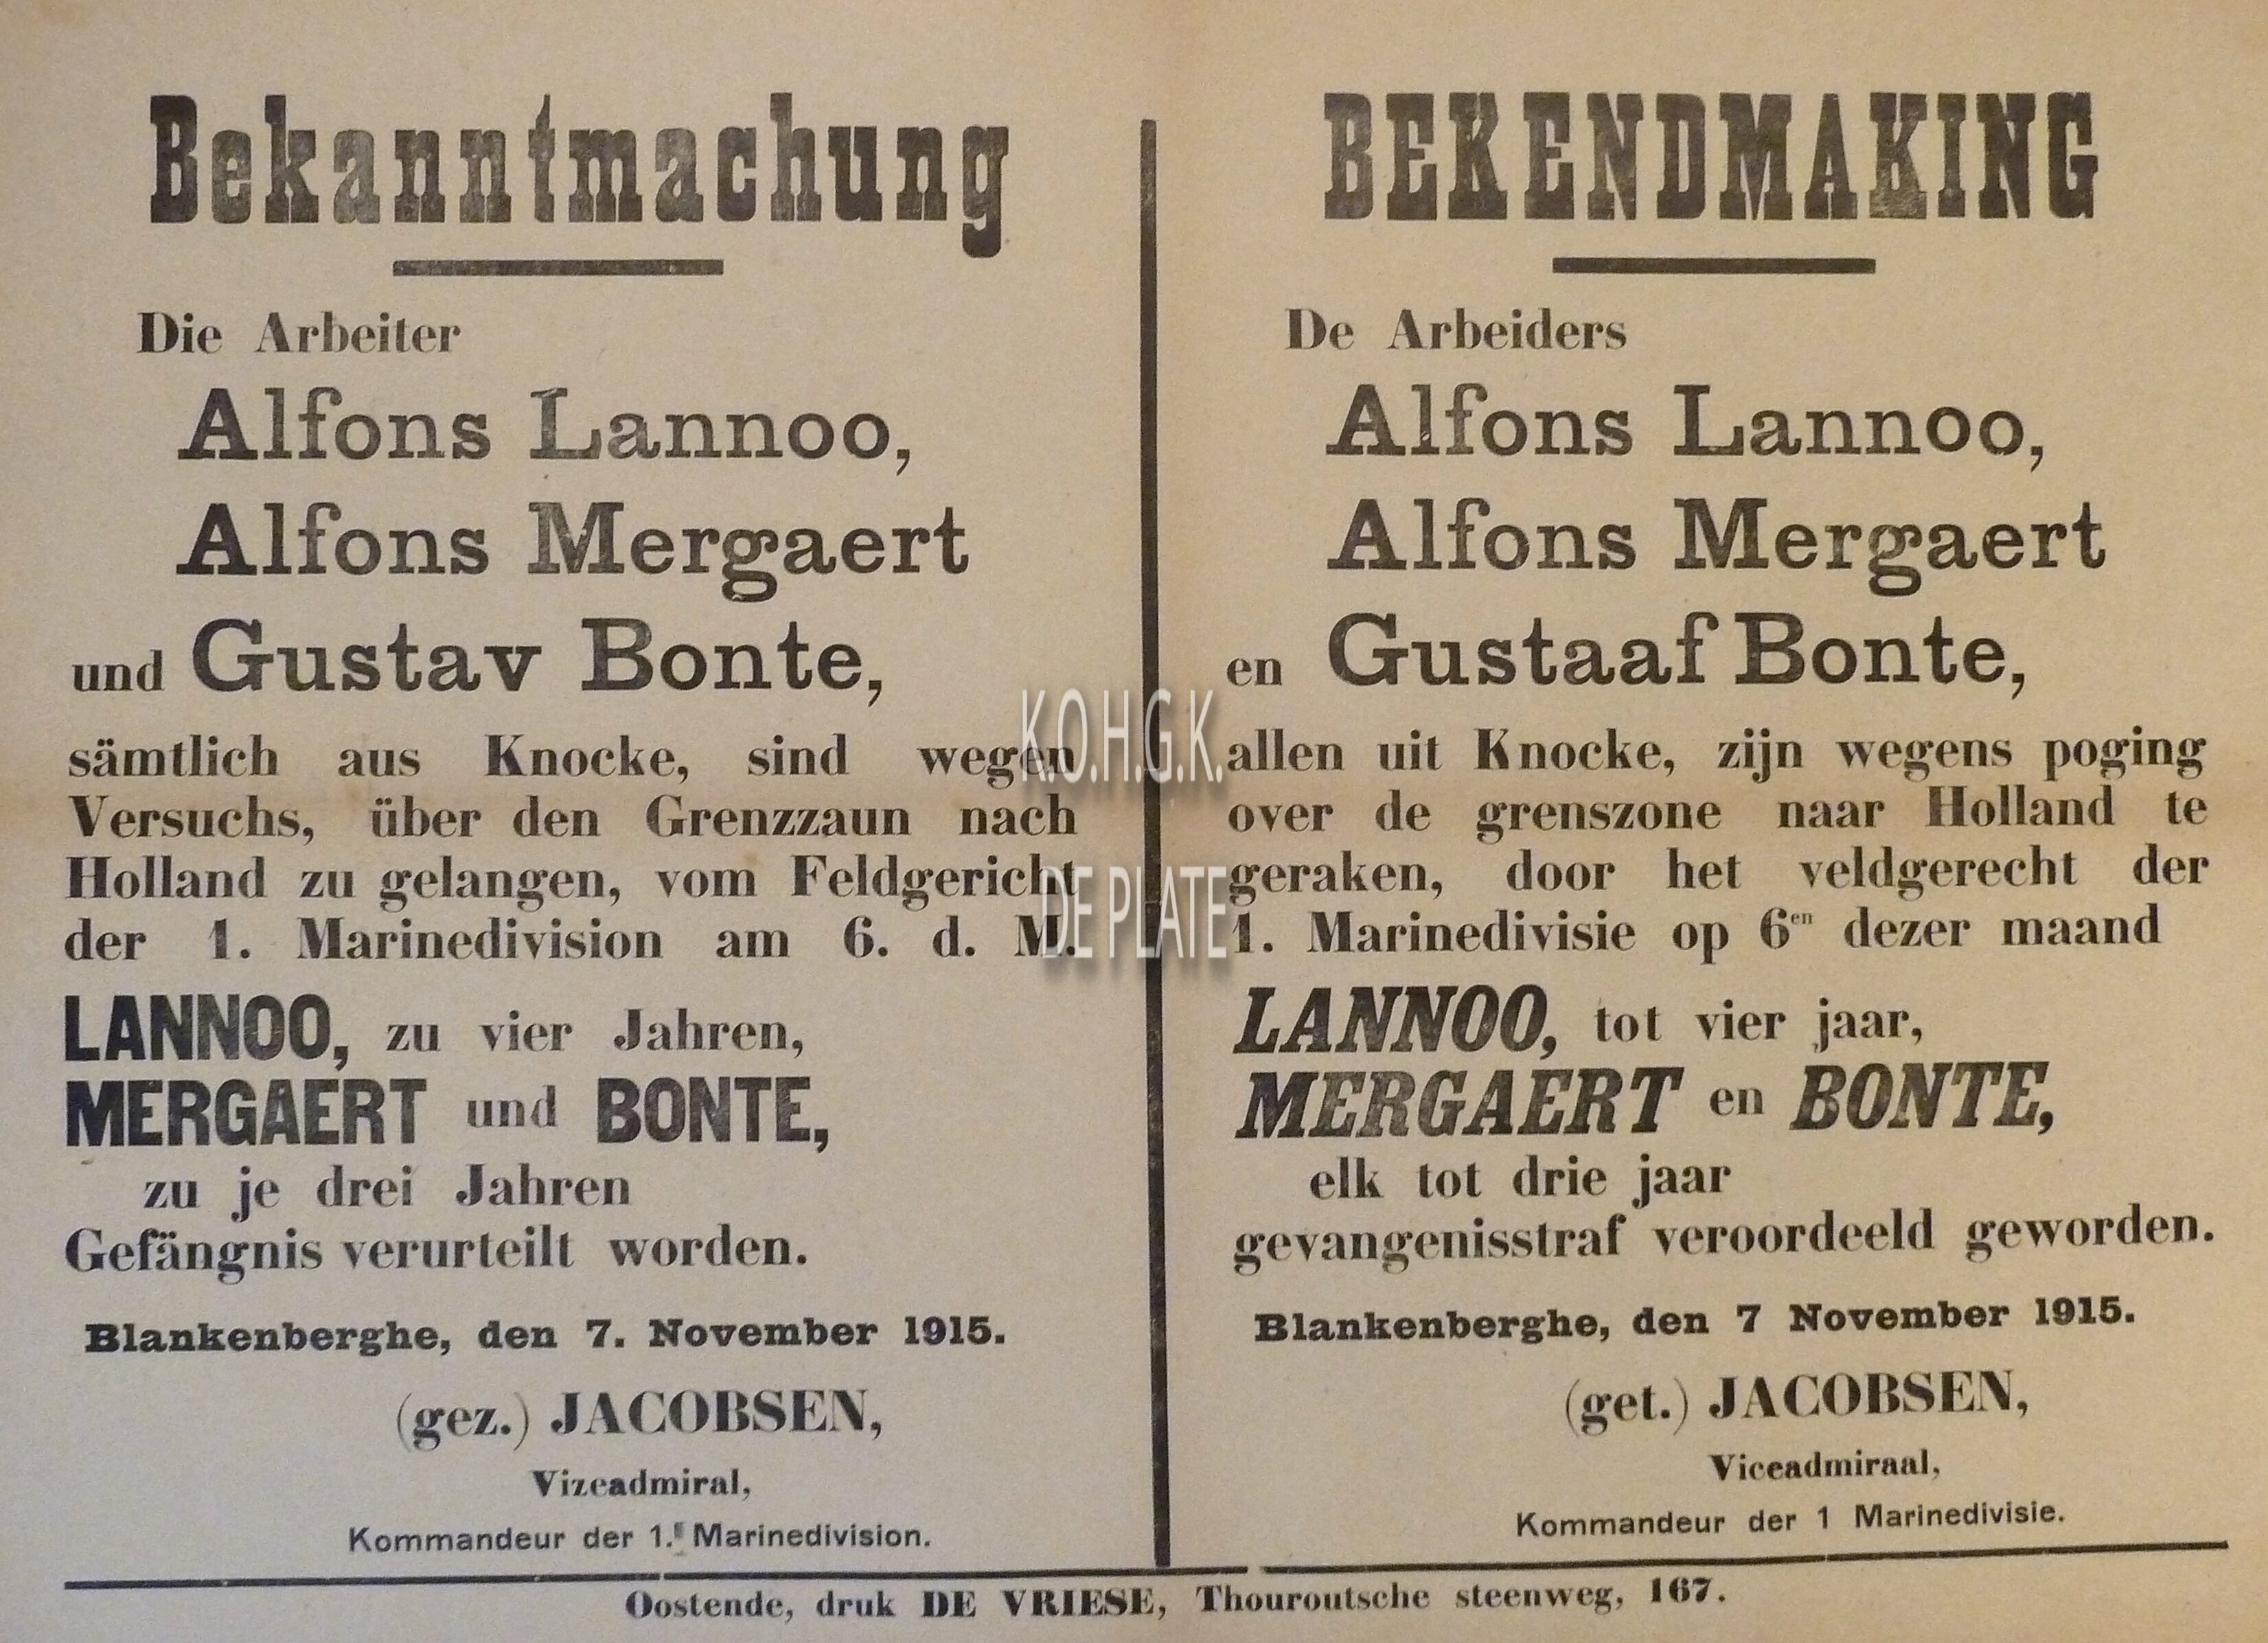 Bekanntmachung
Die Arbeiter
Alfons Lannoo,
Alfons Mergaert
und Gustav Bonte,
sämtlich aus Knocke, sind wegen
Versuchs, über den Grenzzaun nach
Holland zu gelangen, vom Feldgericht
der 1. Marinedivision am 6. d. M.
LANNOO, zu vier Jahren,
MERGAERT und BONTE,
zu je drei Jahren
Gefängnis verurteilt worden.
Blankenberghe, den 7. November 1915.
(gez.) JACOBSEN,
Vizeadmiral,
Kommandeur der 1. Marinedivision.
BEKENDMAKING
De Arbeiders
Alfons Lannoo,
Alfons Mergaert
en Gustaaf Bonte,
allen uit Knocke, zijn wegens poging
over de grenszone naar Holland te
geraken, door het veldgerecht der
1. Marinedivisie op 6en dezer maand
LANNOO, tot vier jaar,
MERGAERT en BONTE,
elk tot drie jaar
gevangenisstraf veroordeeld geworden.
Blankenberghe, den 7 November 1915.
(get.) JACOBSEN,
Viceadmiraal,
Kommandeur der 1 Marinedivisie.
Oostende, druk DE VRIESE, Thouroutsche steenweg, 167.
K.O.H.G.K.
DE PLATE